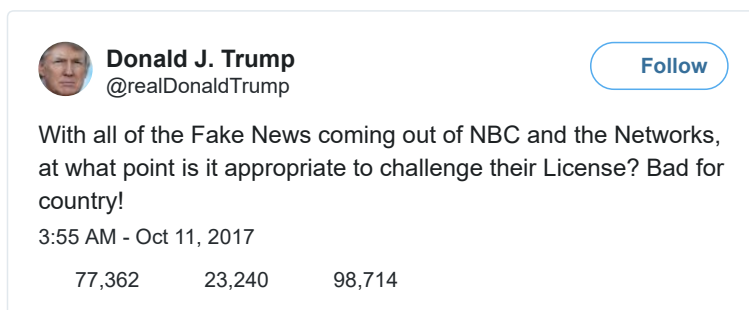 Donald J. Trump
@realDonaldTrump
Follow
With all of the Fake News coming out of NBC and the Networks,
at what point is it appropriate to challenge their License? Bad for
country!
3:55 AM - Oct 11, 2017
77,362 23,240 98,714